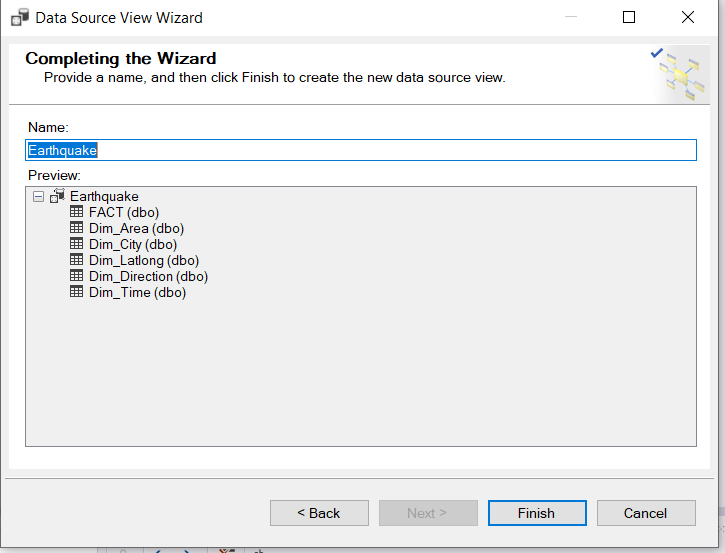 Data Source View Wizard
Completing the Wizard
Provide a name, and then click Finish to create the new data source view.
Name:
Earthquake
Preview:
Earthquake
FACT (dbo)
Dim_Area (dbo)
Dim_City (dbo)
Dim_Latlong (dbo)
Dim_Direction (dbo)
Dim_Time (dbo)
< Back
Next >
Finish
Cancel